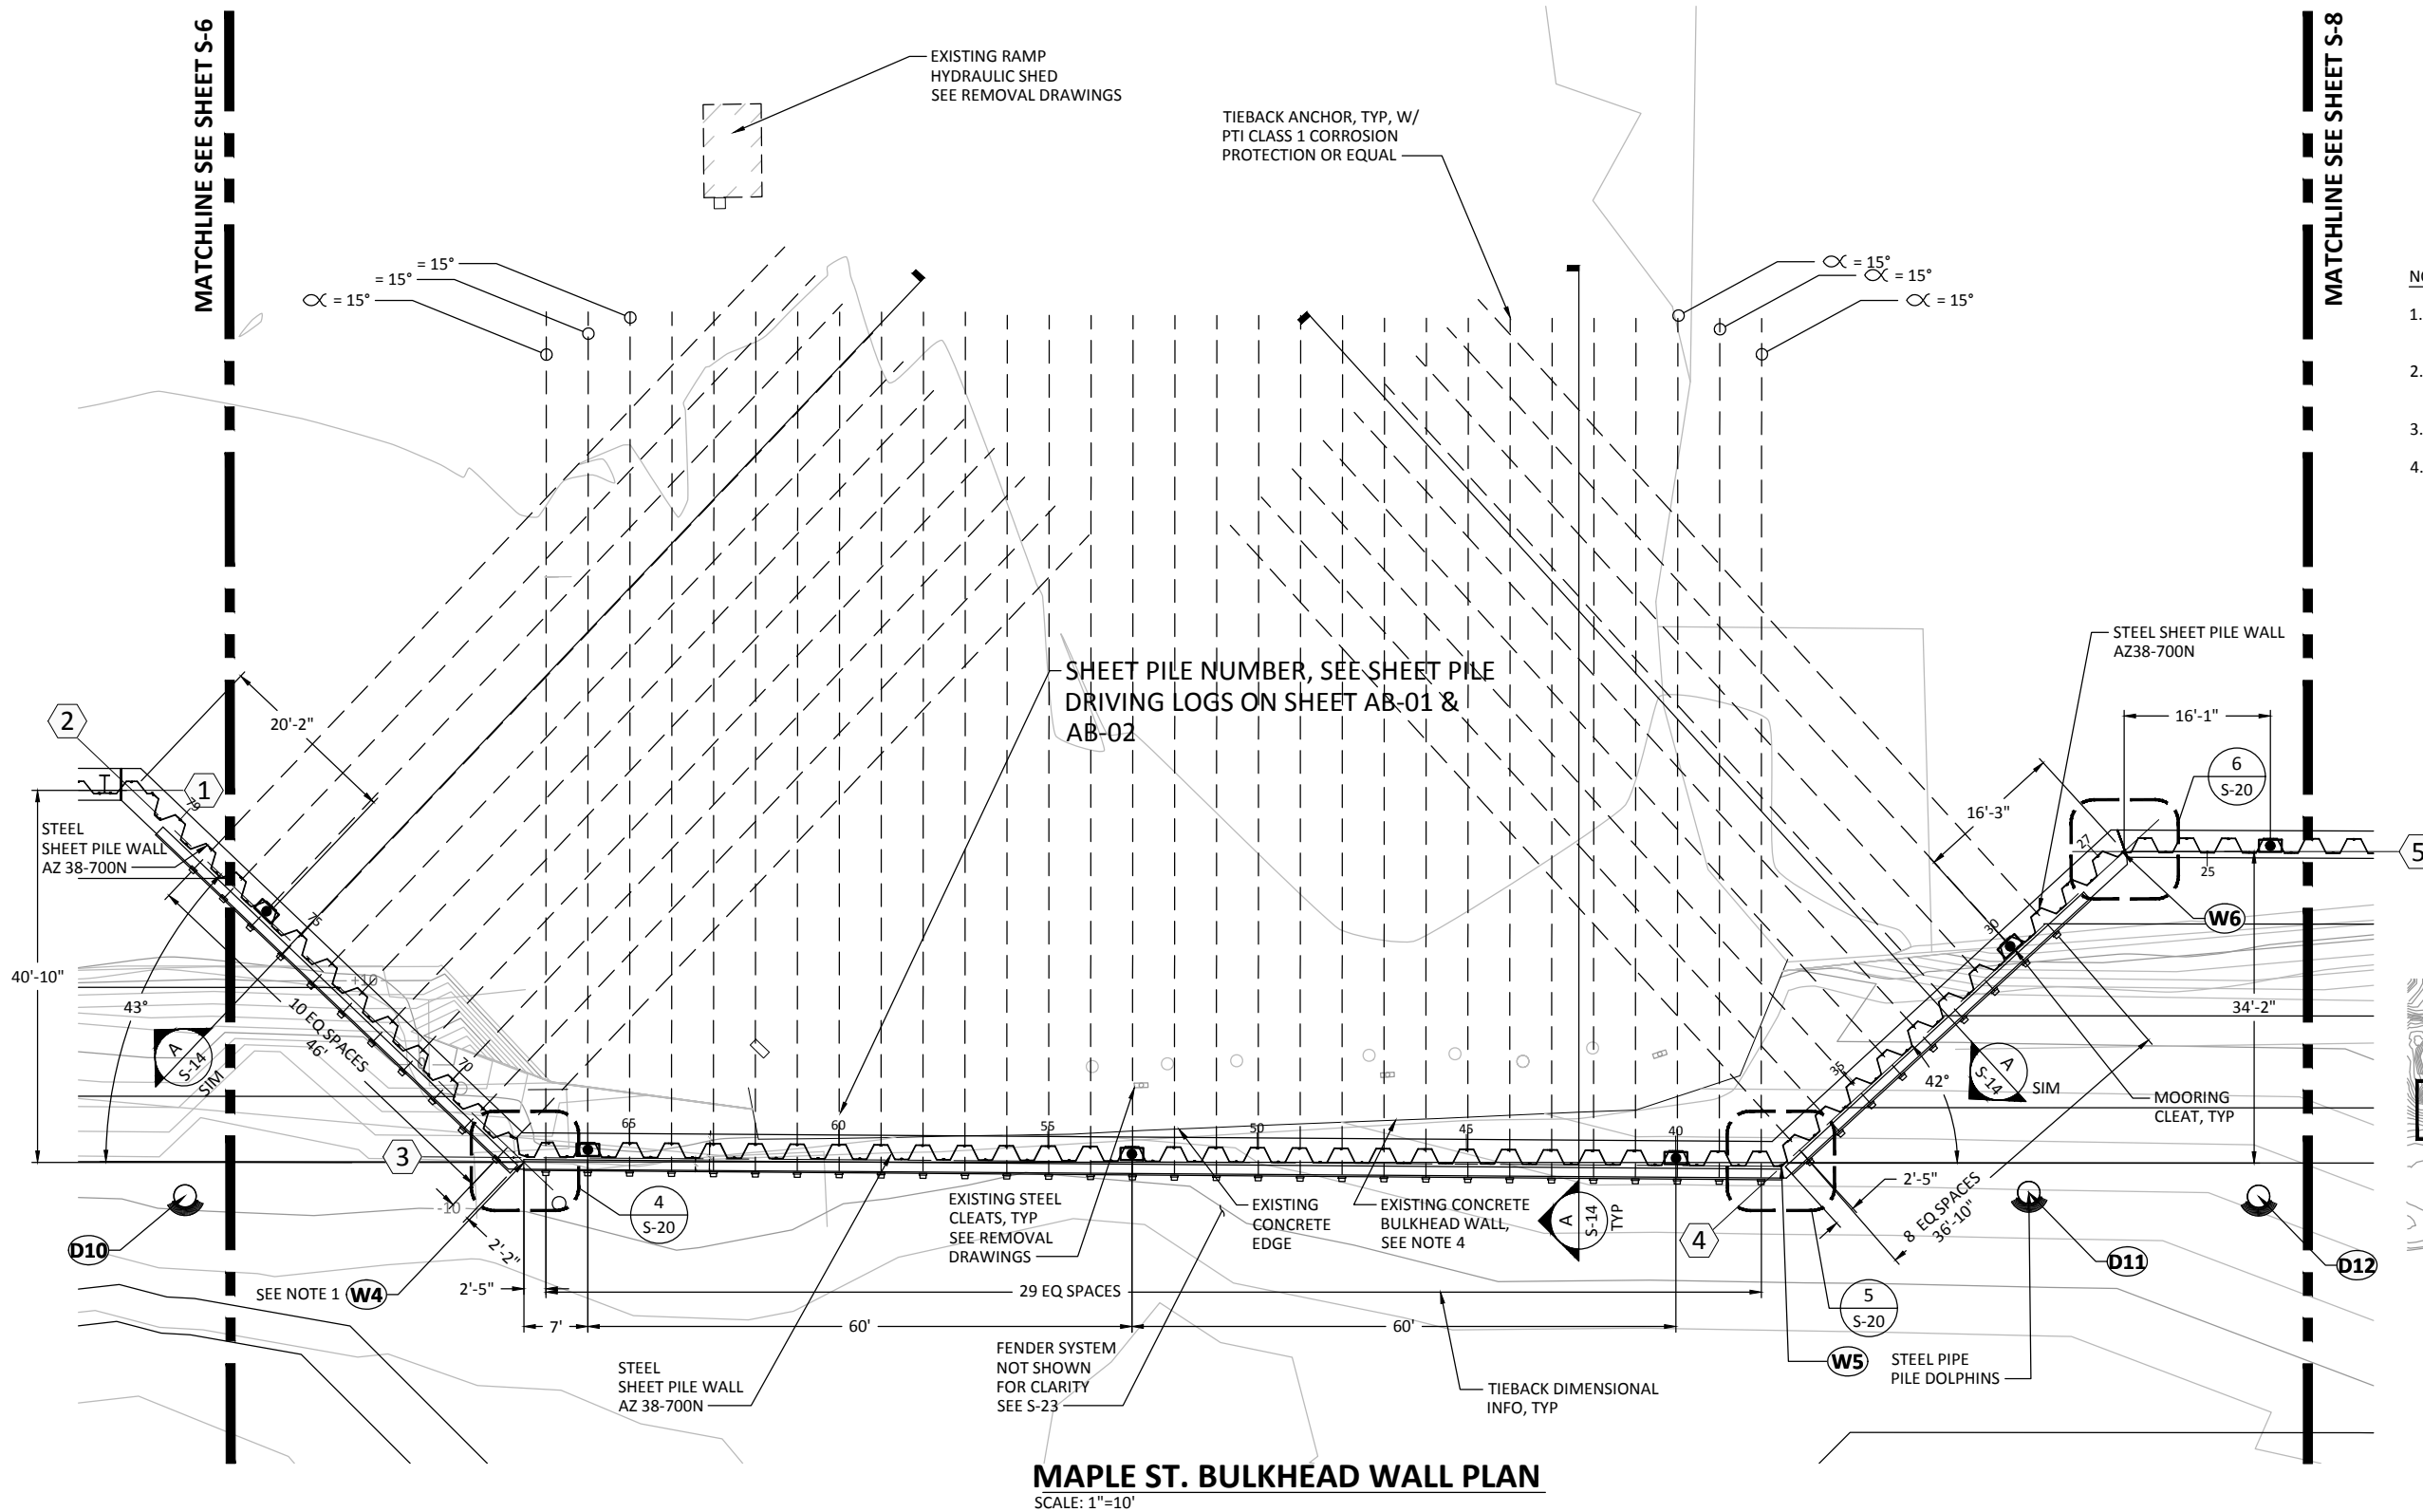 MATCHLINE SEE SHEET S-6
MATCHLINE SEE SHEET S-8
EXISTING RAMP
HYDRAULIC SHED
SEE REMOVAL DRAWINGS
TIEBACK ANCHOR, TYP, W/
PTI CLASS 1 CORROSION
PROTECTION OR EQUAL
= 15°
= 15°
∝ = 15°
∝ = 15°
∝ = 15°
∝ = 15°
1.
2.
3.
4.
SHEET PILE NUMBER, SEE SHEET PILE
DRIVING LOGS ON SHEET AB-01 &
AB-02
STEEL SHEET PILE WALL
AZ38-700N
2
20'-2"
1
79
STEEL
SHEET PILE WALL
AZ 38-700N
75
16'-1"
6
S-20
16'-3"
27
25
5
W6
30
40'-10"
43°
+10
10 EQ SPACES
46'
A
S-14
SIM
0
70
34'-2"
35
42°
A
S-14
SIM
MOORING
CLEAT, TYP
3
65
60
55
50
45
40
-10
4
S-20
2'-2"
D10
SEE NOTE 1
W4
2'-5"
EXISTING STEEL
CLEATS, TYP
SEE REMOVAL
DRAWINGS
EXISTING
CONCRETE
EDGE
EXISTING CONCRETE
BULKHEAD WALL,
SEE NOTE 4
A
S-14
TYP
4
2'-5"
8 EQ SPACES
36'-10"
D11
D12
29 EQ SPACES
5
S-20
7'
60'
60'
STEEL
SHEET PILE WALL
AZ 38-700N
FENDER SYSTEM
NOT SHOWN
FOR CLARITY
SEE S-23
TIEBACK DIMENSIONAL
INFO, TYP
W5
STEEL PIPE
PILE DOLPHINS
MAPLE ST. BULKHEAD WALL PLAN
SCALE: 1"=10'